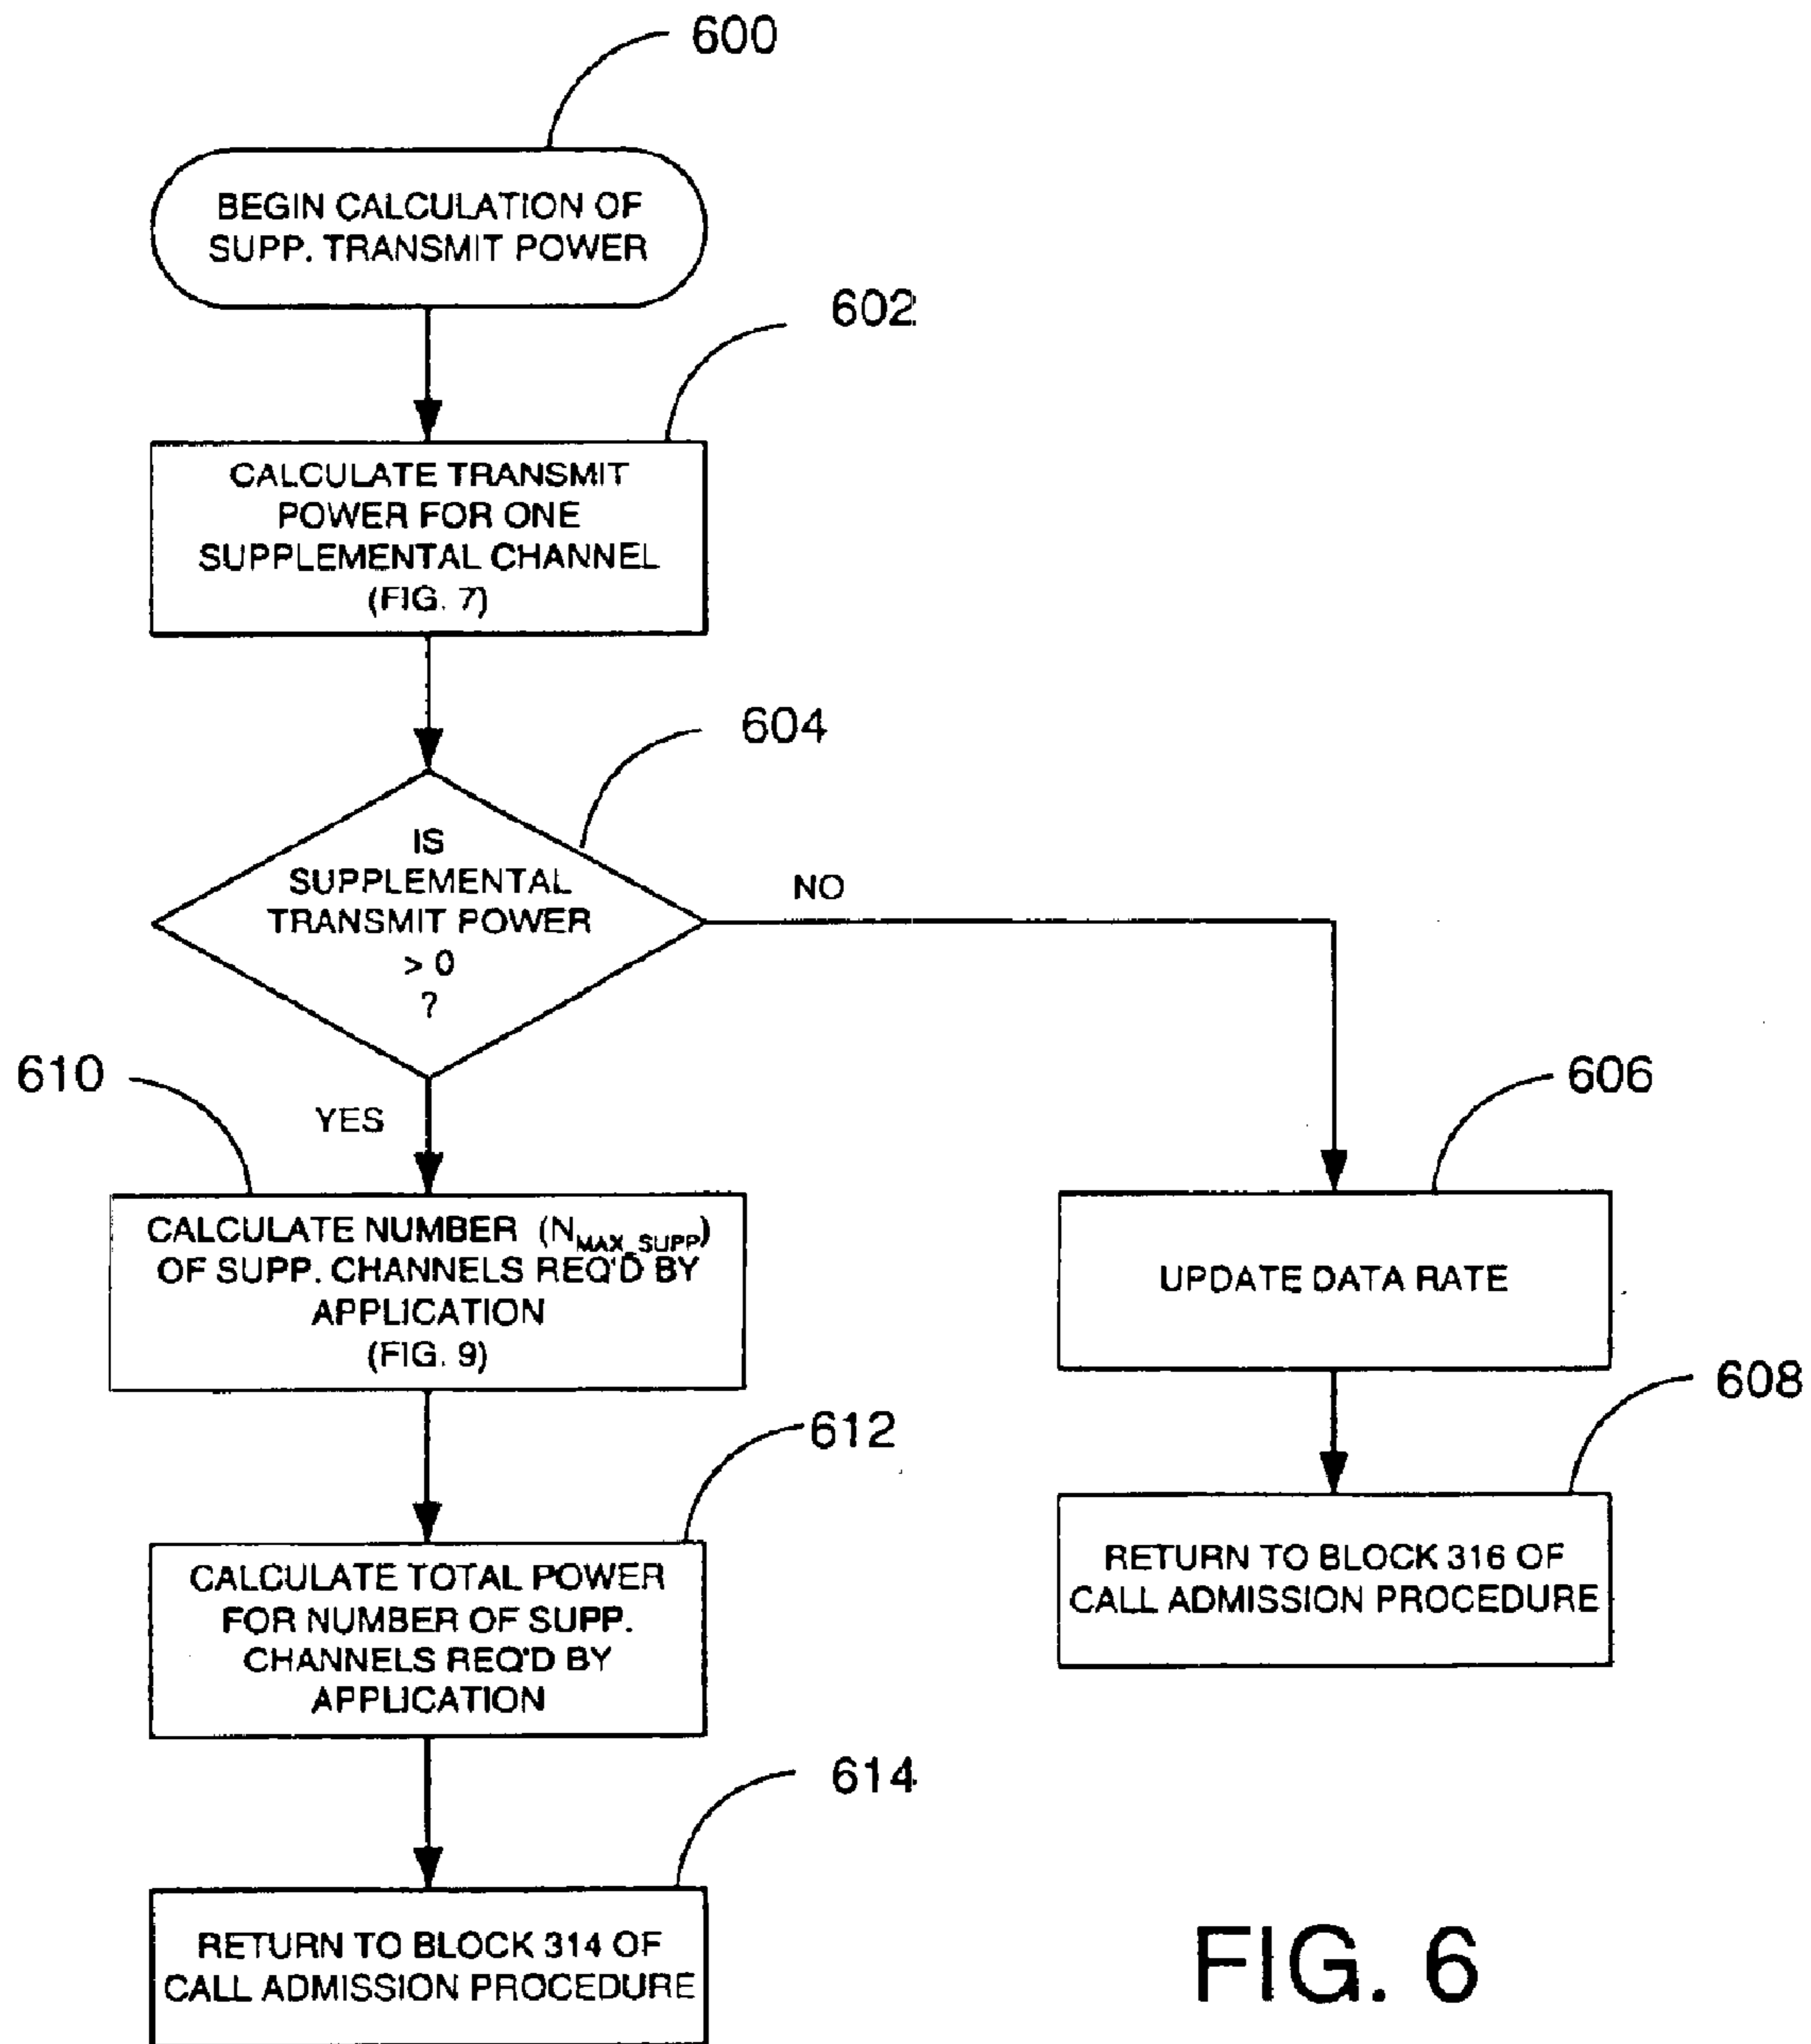 600
BEGIN CALCULATION OF
SUPP. TRANSMIT POWER
602
CALCULATE TRANSMIT
POWER FOR ONE
SUPPLEMENTAL CHANNEL
(FIG. 7)
604
IS
SUPPLEMENTAL
TRANSMIT POWER
> 0
?
NO
YES
610
CALCULATE NUMBER (N_MAX_SUPP)
OF SUPP. CHANNELS REQ'D BY
APPLICATION
(FIG. 9)
606
UPDATE DATA RATE
608
RETURN TO BLOCK 316 OF
CALL ADMISSION PROCEDURE
612
CALCULATE TOTAL POWER
FOR NUMBER OF SUPP.
CHANNELS REQ'D BY
APPLICATION
614
RETURN TO BLOCK 314 OF
CALL ADMISSION PROCEDURE
FIG. 6